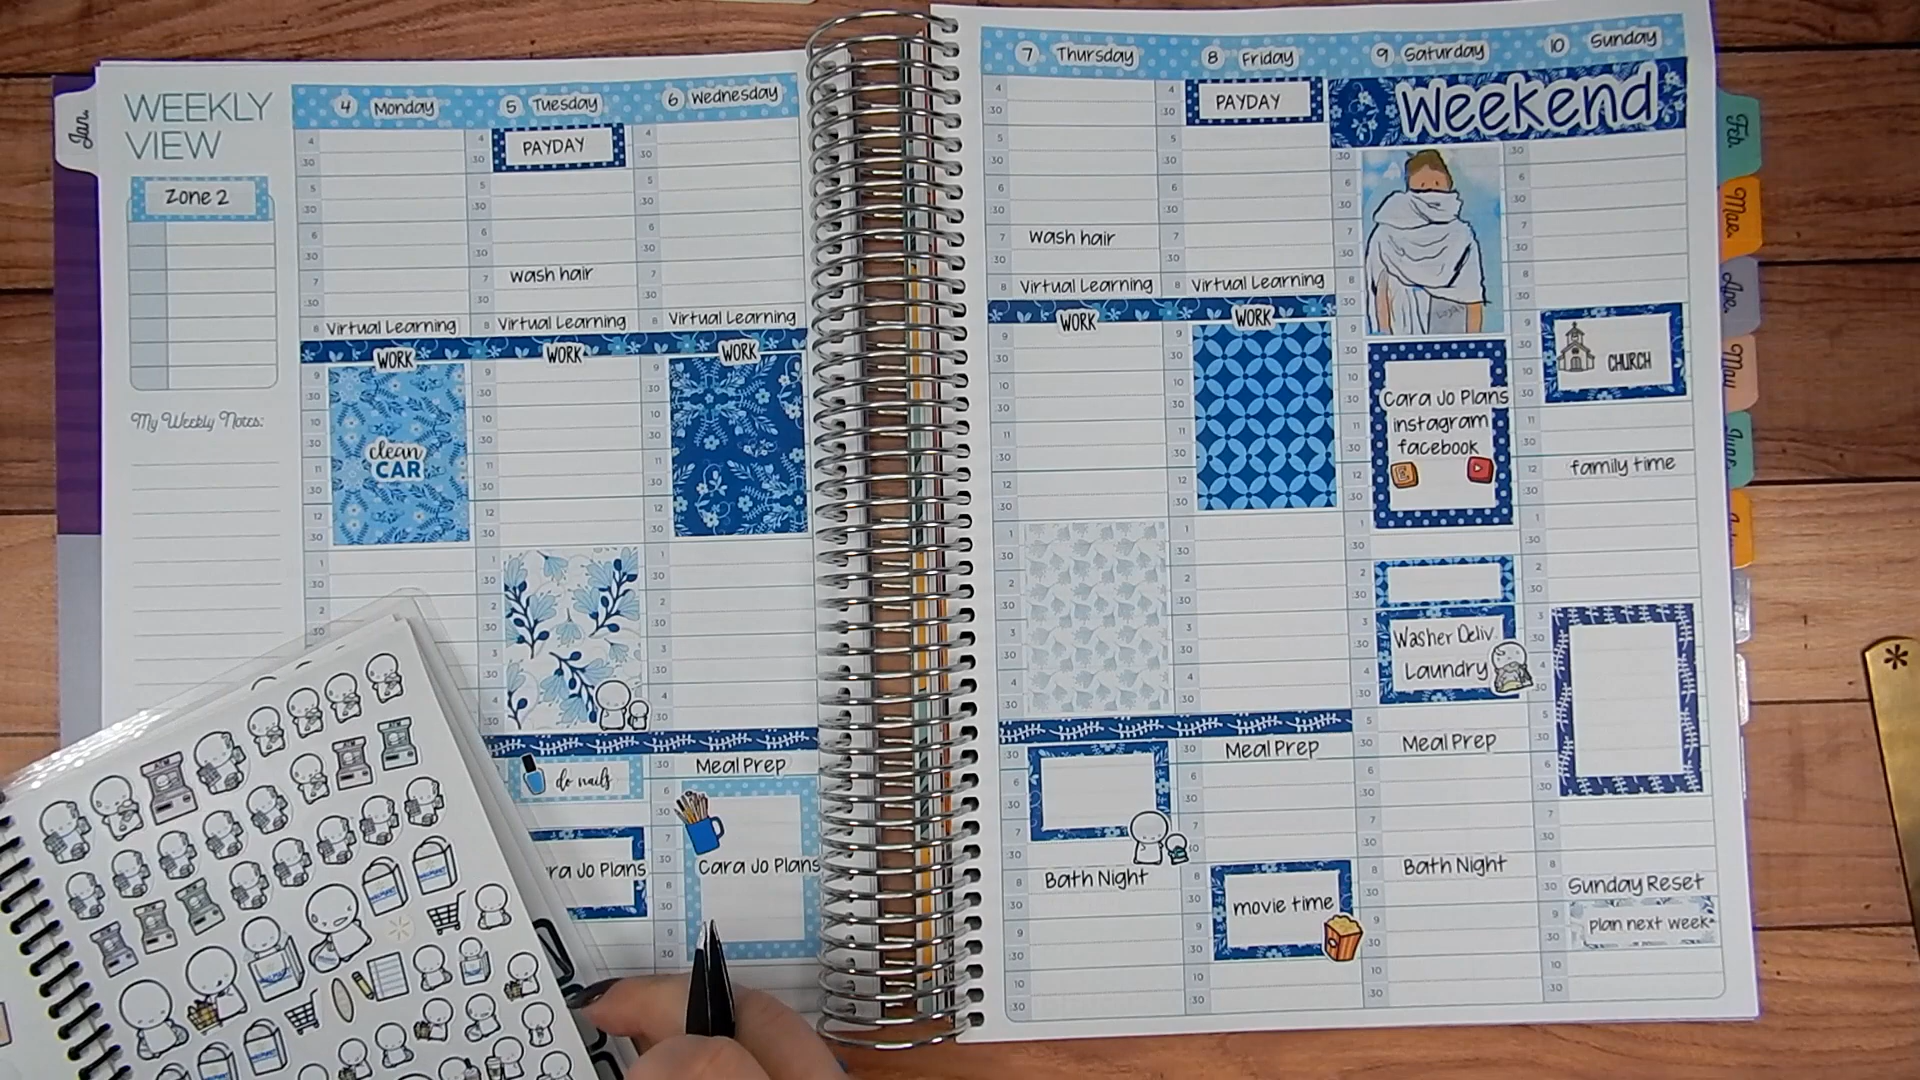 WEEKLY
VIEW
Jan.
Zone 2
My Weekly Notes:
4 Monday
5 Tuesday
6 Wednesday
PAYDAY
wash hair
Virtual Learning
Virtual Learning
Virtual Learning
WORK
WORK
WORK
clean
CAR
do nails
Meal Prep
ra Jo Plans
Cara Jo Plans
7 Thursday
8 Friday
9 Saturday
10 Sunday
PAYDAY
Weekend
wash hair
Virtual Learning
Virtual Learning
WORK
WORK
CHURCH
Cara Jo Plans
instagram
facebook
family time
Washer Deliv.
Laundry
Meal Prep
Meal Prep
Bath Night
Bath Night
movie time
Sunday Reset
plan next week
Feb.
Mar.
Apr.
May
June